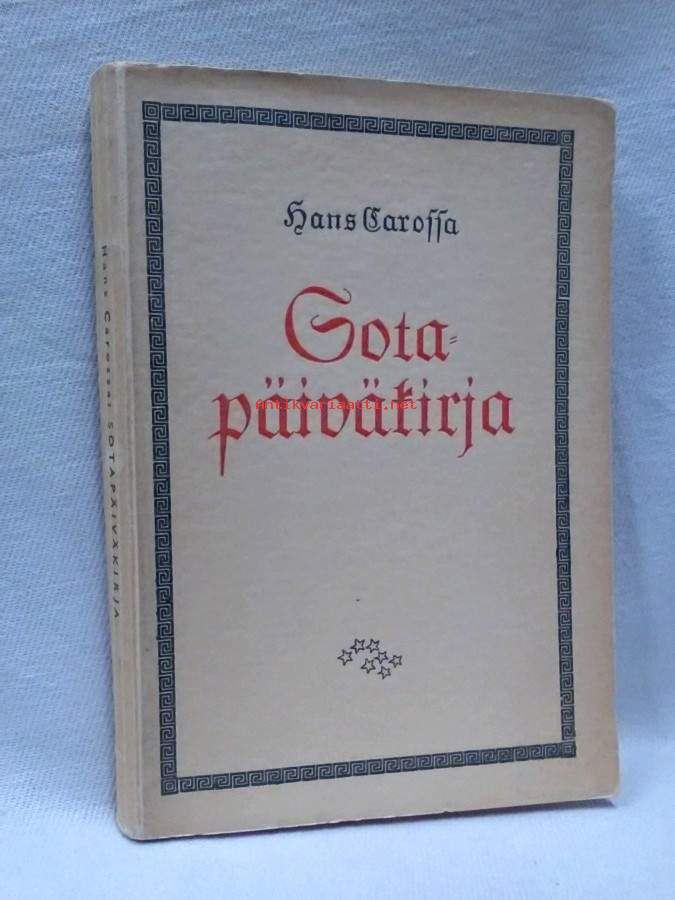 Hans Carossa
Sota=
päiväkirja
antikvariaatti.net
Hans Carossa: SOTAPÄIVÄKIRJA